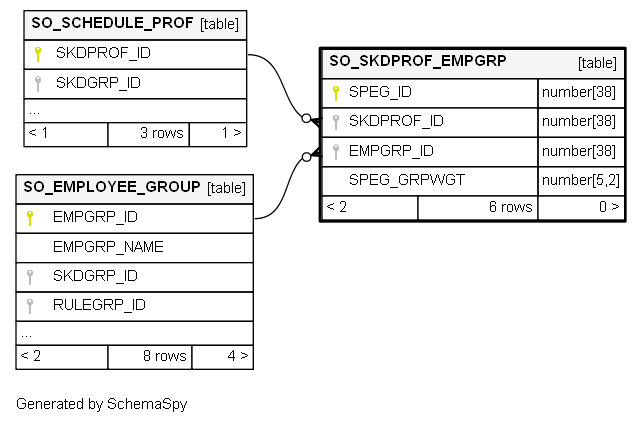 SO_SCHEDULE_PROF [table]
SKDPROF_ID
SKDGRP_ID
...
< 1 3 rows 1 >
SO_SKDPROF_EMPGRP [table]
SPEG_ID number[38]
SKDPROF_ID number[38]
EMPGRP_ID number[38]
SPEG_GRPWGT number[5,2]
< 2 6 rows 0 >
SO_EMPLOYEE_GROUP [table]
EMPGRP_ID
EMPGRP_NAME
SKDGRP_ID
RULEGRP_ID
...
< 2 8 rows 4 >
Generated by SchemaSpy